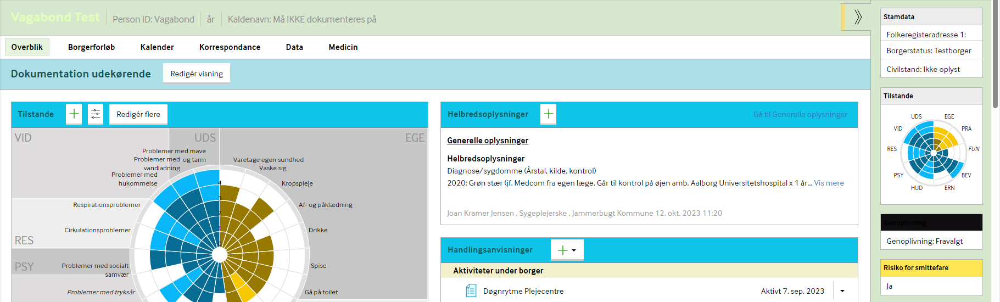 Vagabond Test
Person ID: Vagabond
år
Kaldenavn: Må IKKE dokumenteres på
Overblik
Borgerforløb
Kalender
Korrespondance
Data
Medicin
Dokumentation udekørende
Redigér visning
Tilstande
Redigér flere
VID
UDS
EGE
Problemer med mave
og tarm
Problemer med
vandladning
Problemer med
hukommelse
Respirationsproblemer
Cirkulationsproblemer
RES
PSY
Problemer med socialt
samvær
Problemer med tryksår
4
3
2
1
0
Varetage egen sundhed
Vaske sig
Kropspleje
Af- og påklædning
Drikke
Spise
Gå på toilet
Helbredsoplysninger
Gå til Generelle oplysninger
Generelle oplysninger
Helbredsoplysninger
Diagnose/sygdomme (Årstal, kilde, kontrol)
2020: Grøn stær (jf. Medcom fra egen læge. Går til kontrol på øjen amb. Aalborg Universitetshospital x 1 år... Vis mere
Joan Kramer Jensen , Sygeplejerske , Jammerbugt Kommune 12. okt. 2023 11:20
Handlingsanvisninger
Aktiviteter under borger
Døgnrytme Plejecentre
Aktivt 7. sep. 2023
Stamdata
Folkeregisteradresse 1:
Borgerstatus: Testborger
Civilstand: Ikke oplyst
Tilstande
UDS
EGE
VID
PRA
RES
FUN
PSY
BEV
HUD
ERN
Genoplivning
Genoplivning: Fravalgt
Risiko for smittefare
Ja